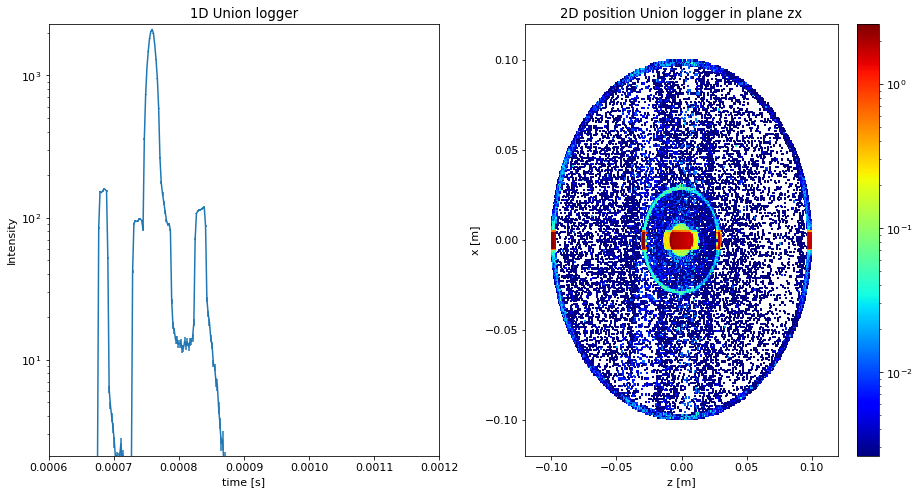 1D Union logger
2D position Union logger in plane zx
10³
10²
10¹
Intensity
0.0006 0.0007 0.0008 0.0009 0.0010 0.0011 0.0012
time [s]
0.10
0.05
0.00
−0.05
−0.10
x [m]
−0.10 −0.05 0.00 0.05 0.10
z [m]
10⁰
10⁻¹
10⁻²